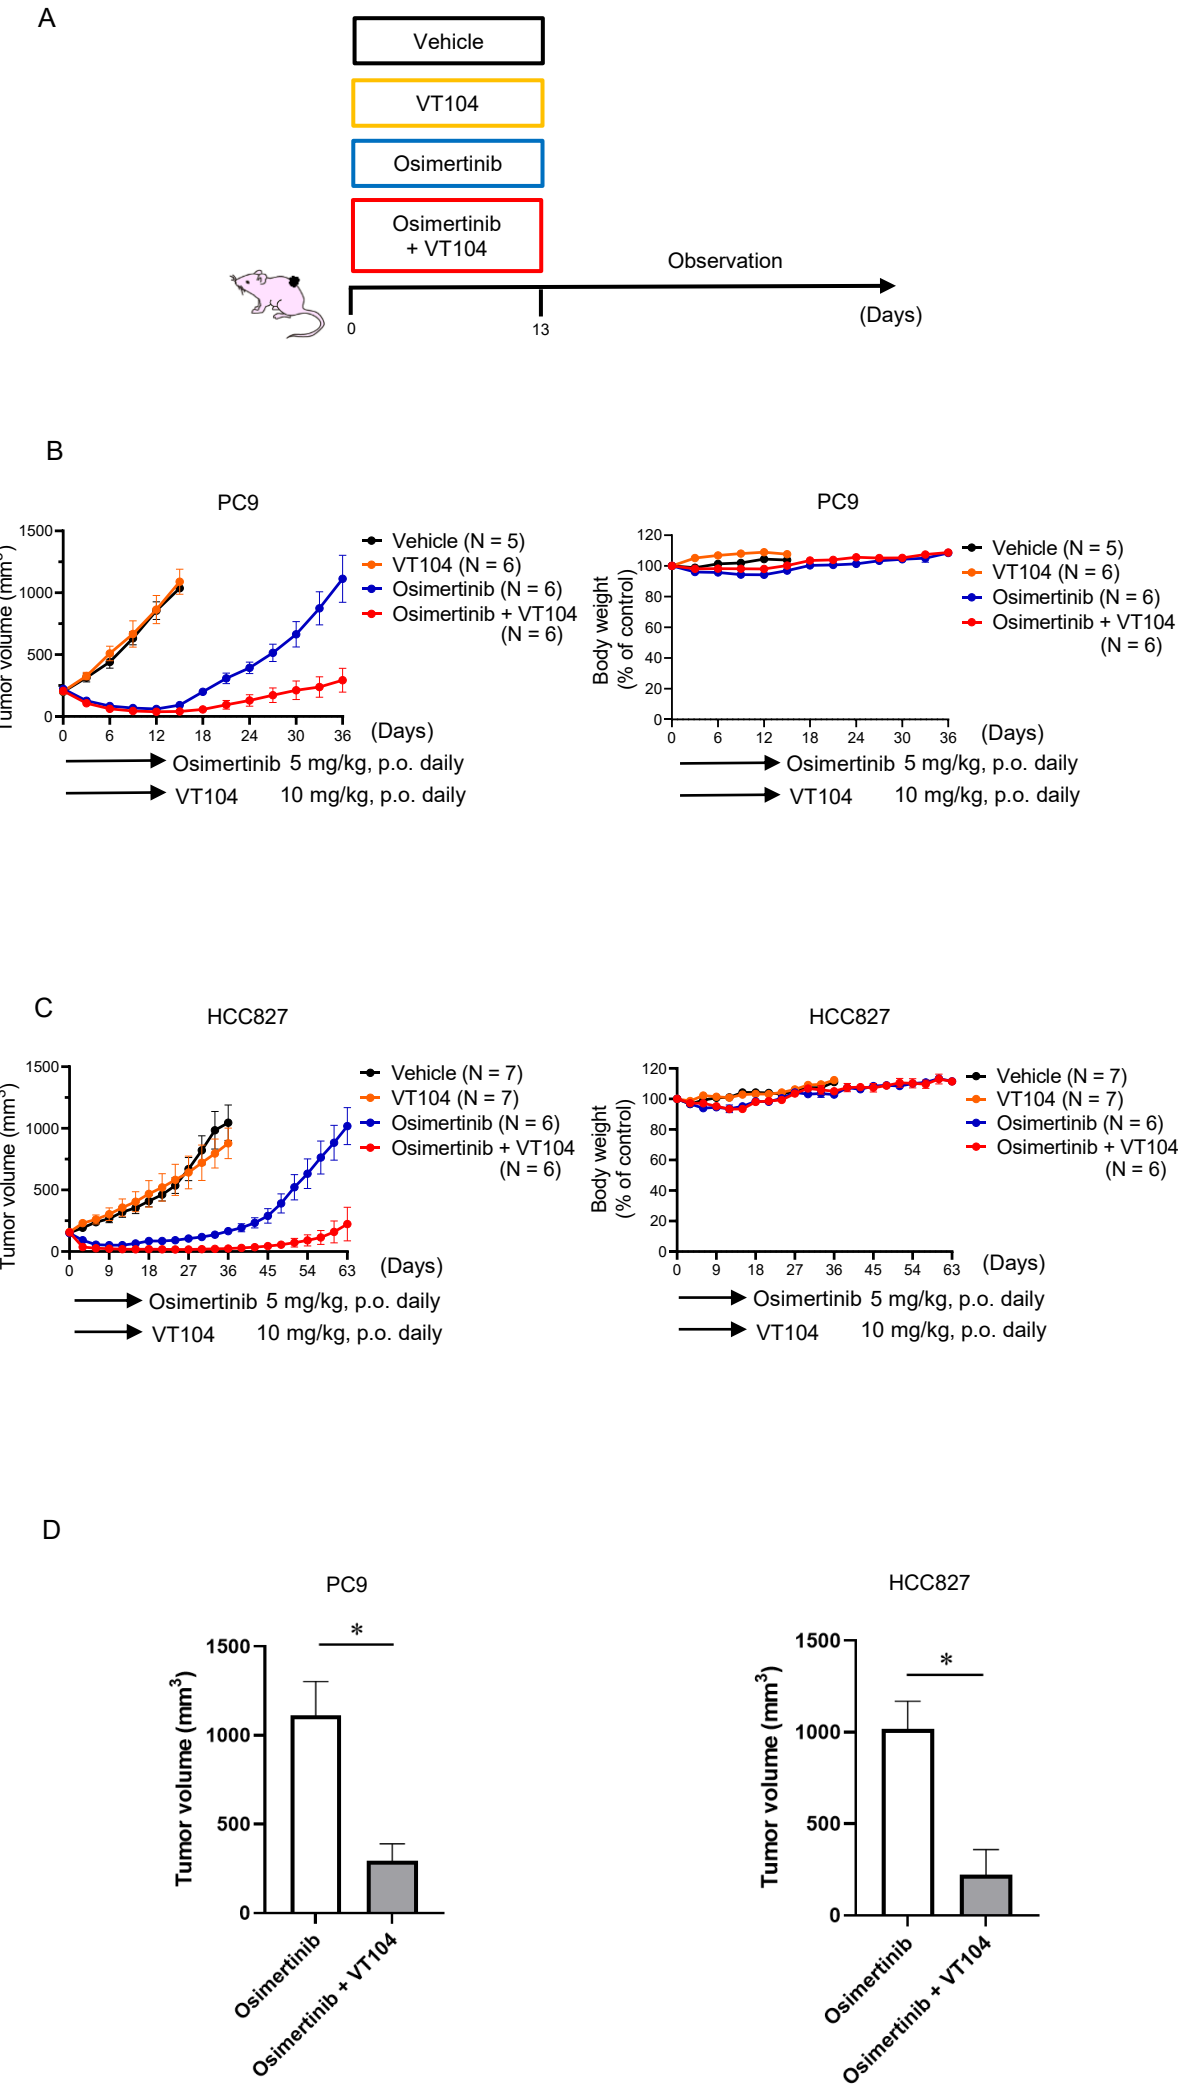 A
Vehicle
VT104
Osimertinib
Osimertinib
+ VT104
Observation
(Days)
0
13
B
PC9
Tumor volume (mm3)
1500
1000
500
0
0 6 12 18 24 30 36 (Days)
Vehicle (N = 5)
VT104 (N = 6)
Osimertinib (N = 6)
Osimertinib + VT104
(N = 6)
Osimertinib 5 mg/kg, p.o. daily
VT104 10 mg/kg, p.o. daily
PC9
Body weight
(% of control)
120
100
80
60
40
20
0
0 6 12 18 24 30 36 (Days)
Vehicle (N = 5)
VT104 (N = 6)
Osimertinib (N = 6)
Osimertinib + VT104
(N = 6)
Osimertinib 5 mg/kg, p.o. daily
VT104 10 mg/kg, p.o. daily
C
HCC827
Tumor volume (mm3)
1500
1000
500
0
0 9 18 27 36 45 54 63 (Days)
Vehicle (N = 7)
VT104 (N = 7)
Osimertinib (N = 6)
Osimertinib + VT104
(N = 6)
Osimertinib 5 mg/kg, p.o. daily
VT104 10 mg/kg, p.o. daily
HCC827
Body weight
(% of control)
120
100
80
60
40
20
0
0 9 18 27 36 45 54 63 (Days)
Vehicle (N = 7)
VT104 (N = 7)
Osimertinib (N = 6)
Osimertinib + VT104
(N = 6)
Osimertinib 5 mg/kg, p.o. daily
VT104 10 mg/kg, p.o. daily
D
PC9
Tumor volume (mm3)
1500
1000
500
0
*
Osimertinib
Osimertinib + VT104
HCC827
Tumor volume (mm3)
1500
1000
500
0
*
Osimertinib
Osimertinib + VT104